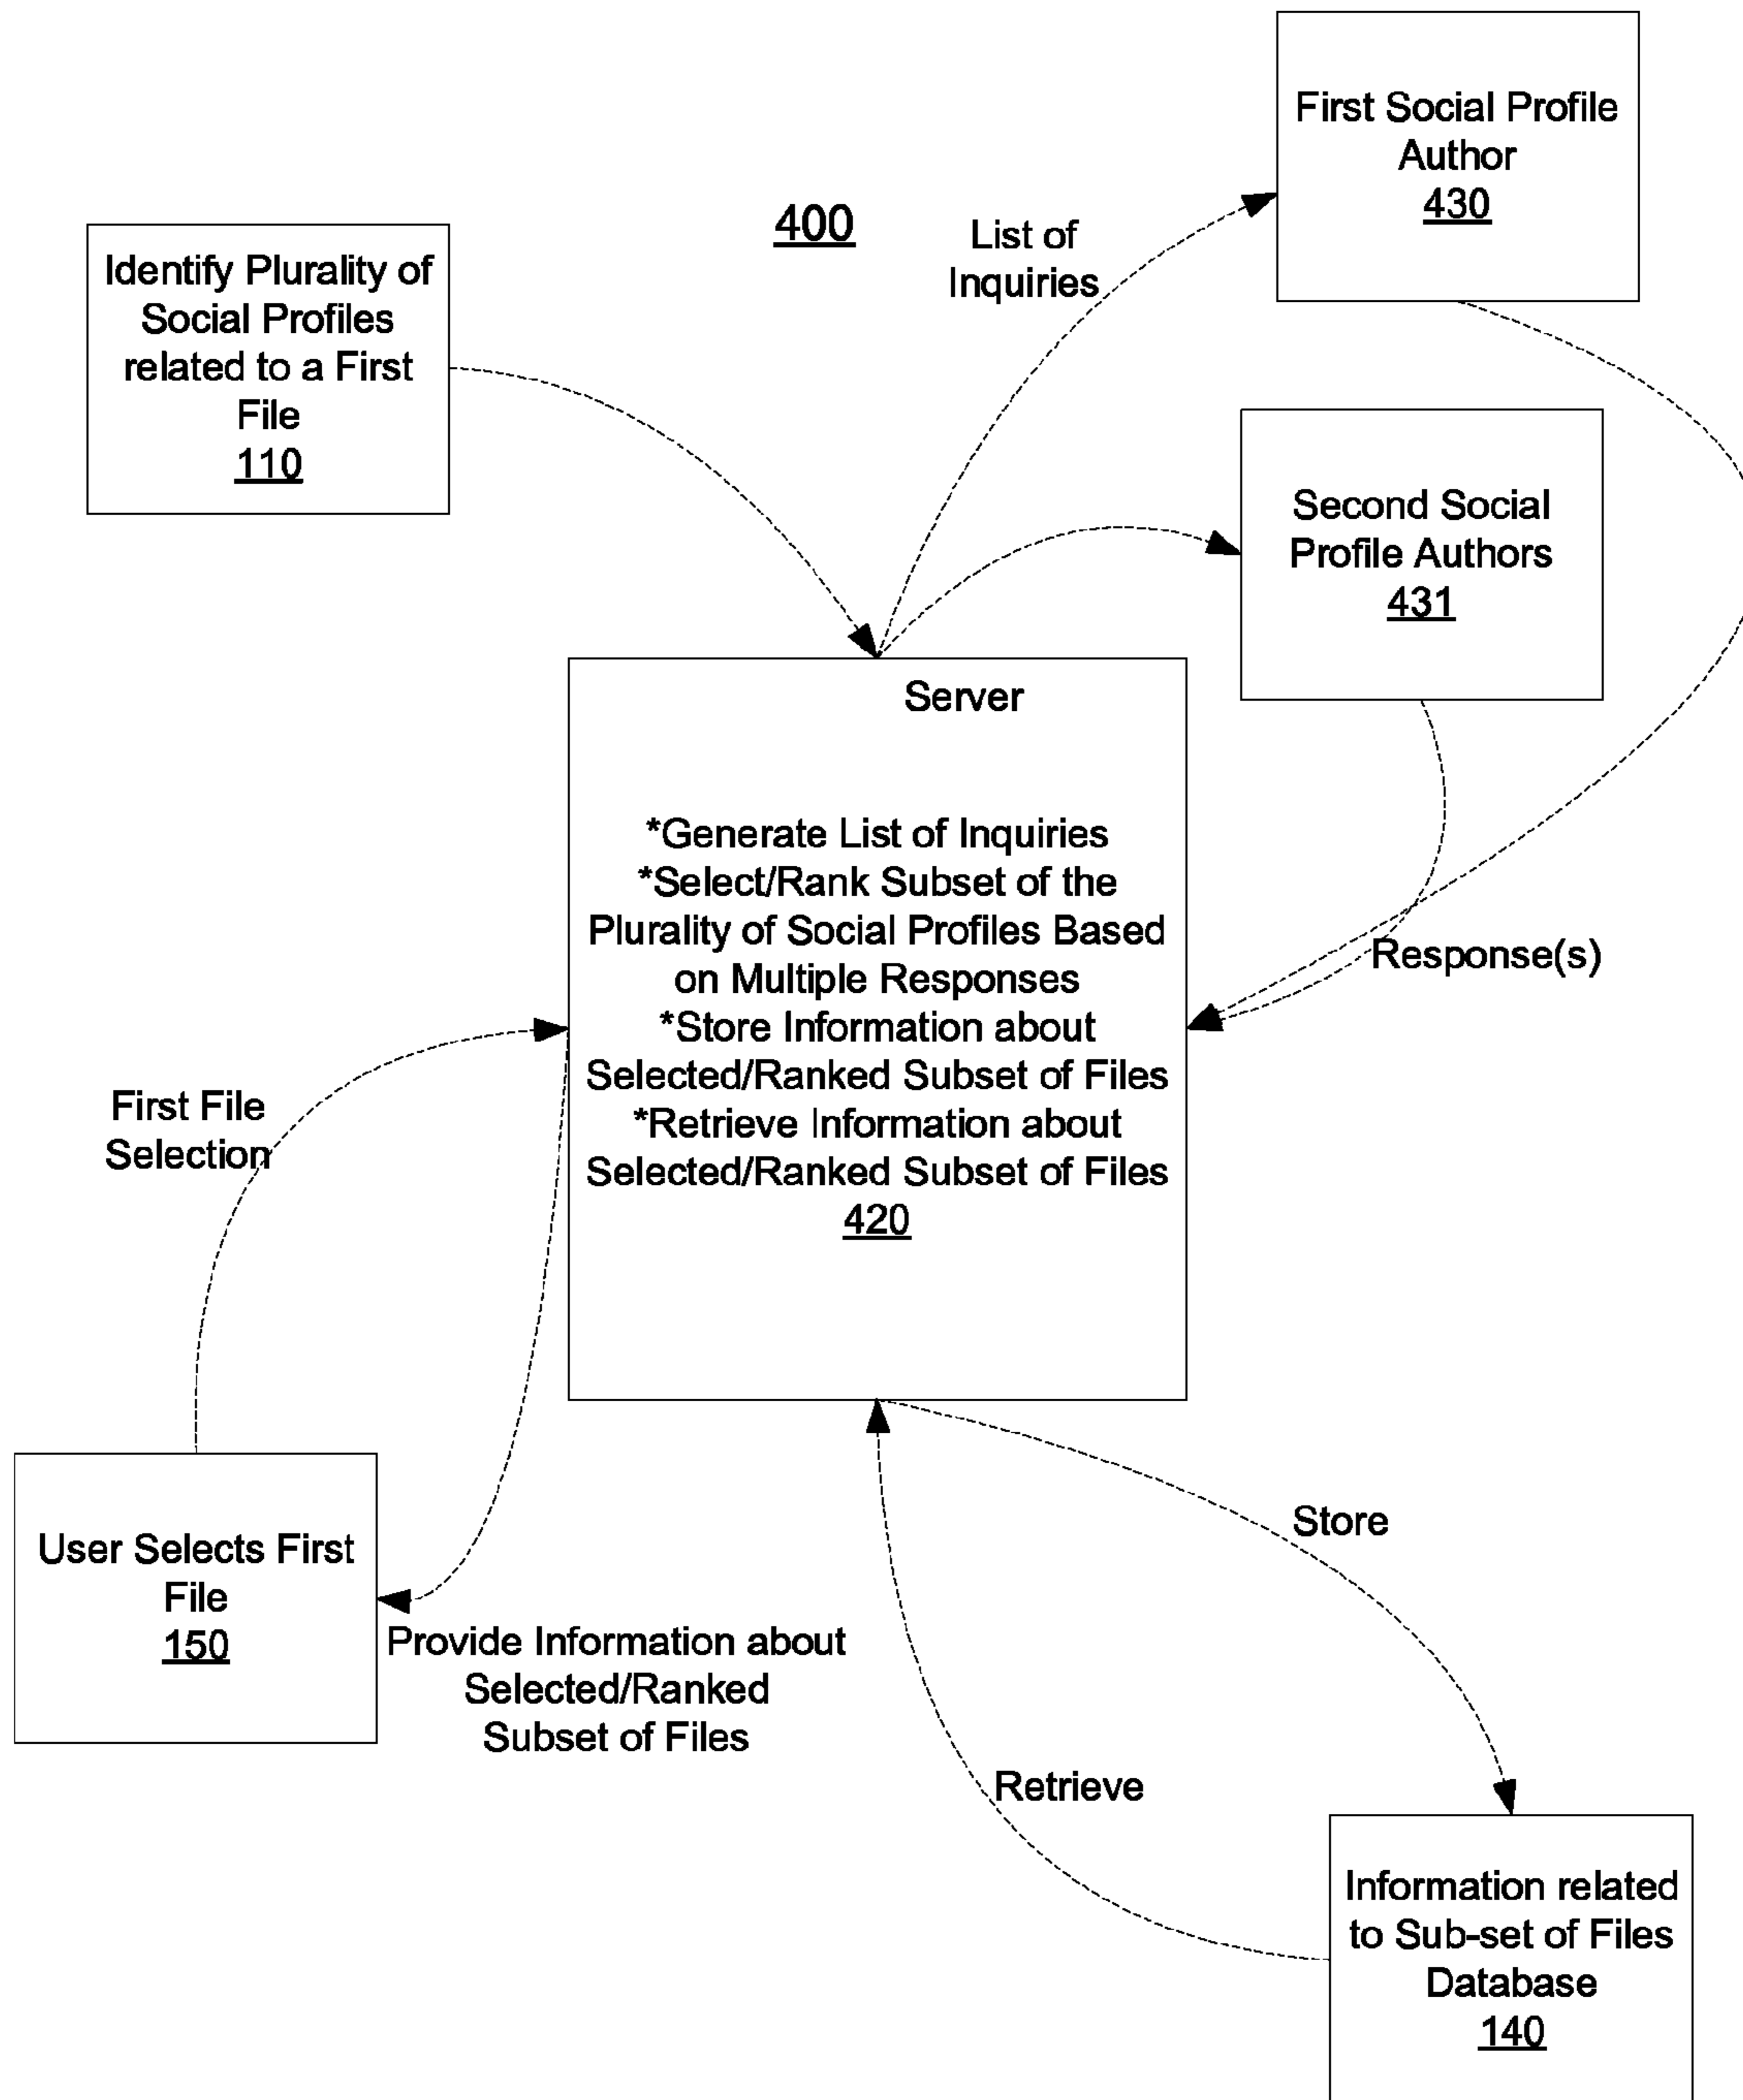 First Social Profile
Author
430
400
List of
Inquiries
Identify Plurality of
Social Profiles
related to a First
File
110
Second Social
Profile Authors
431
Server
*Generate List of Inquiries
*Select/Rank Subset of the
Plurality of Social Profiles Based
on Multiple Responses
*Store Information about
Selected/Ranked Subset of Files
*Retrieve Information about
Selected/Ranked Subset of Files
420
Response(s)
First File
Selection
User Selects First
File
150
Provide Information about
Selected/Ranked
Subset of Files
Store
Retrieve
Information related
to Sub-set of Files
Database
140